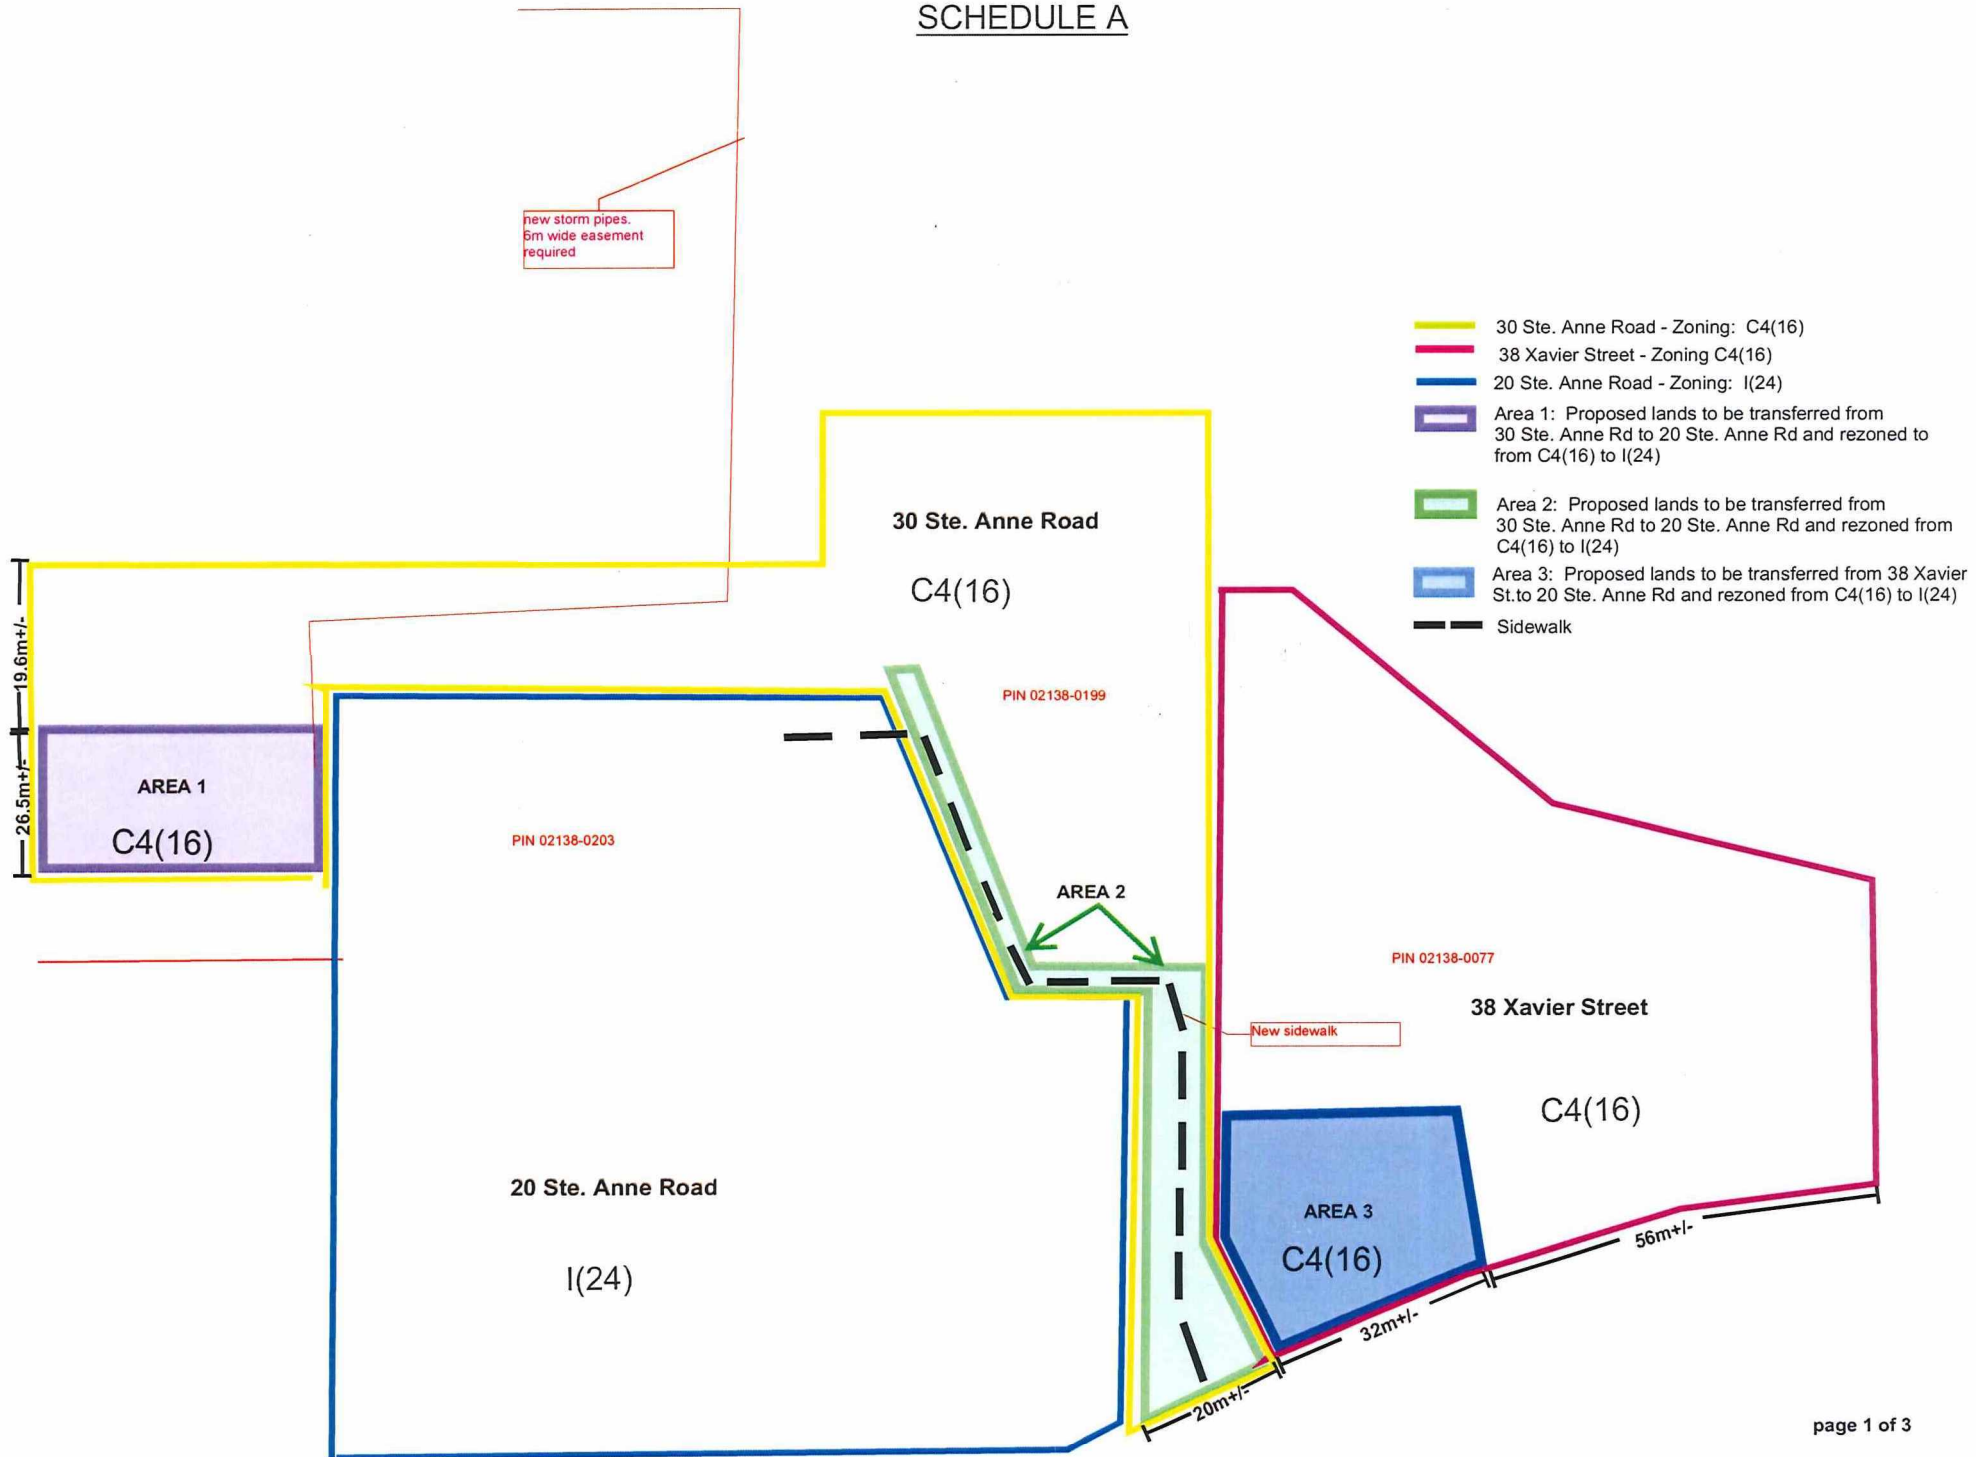 SCHEDULE A
new storm pipes.
6m wide easement
required
30 Ste. Anne Road - Zoning: C4(16)
38 Xavier Street - Zoning C4(16)
20 Ste. Anne Road - Zoning: I(24)
Area 1: Proposed lands to be transferred from
30 Ste. Anne Rd to 20 Ste. Anne Rd and rezoned to
from C4(16) to I(24)
Area 2: Proposed lands to be transferred from
30 Ste. Anne Rd to 20 Ste. Anne Rd and rezoned from
C4(16) to I(24)
Area 3: Proposed lands to be transferred from 38 Xavier
St.to 20 Ste. Anne Rd and rezoned from C4(16) to I(24)
Sidewalk
30 Ste. Anne Road
C4(16)
PIN 02138-0199
19.6m+/-
26.5m+/-
AREA 1
C4(16)
PIN 02138-0203
AREA 2
PIN 02138-0077
38 Xavier Street
New sidewalk
C4(16)
20 Ste. Anne Road
I(24)
AREA 3
C4(16)
56m+/-
32m+/-
20m+/-
page 1 of 3